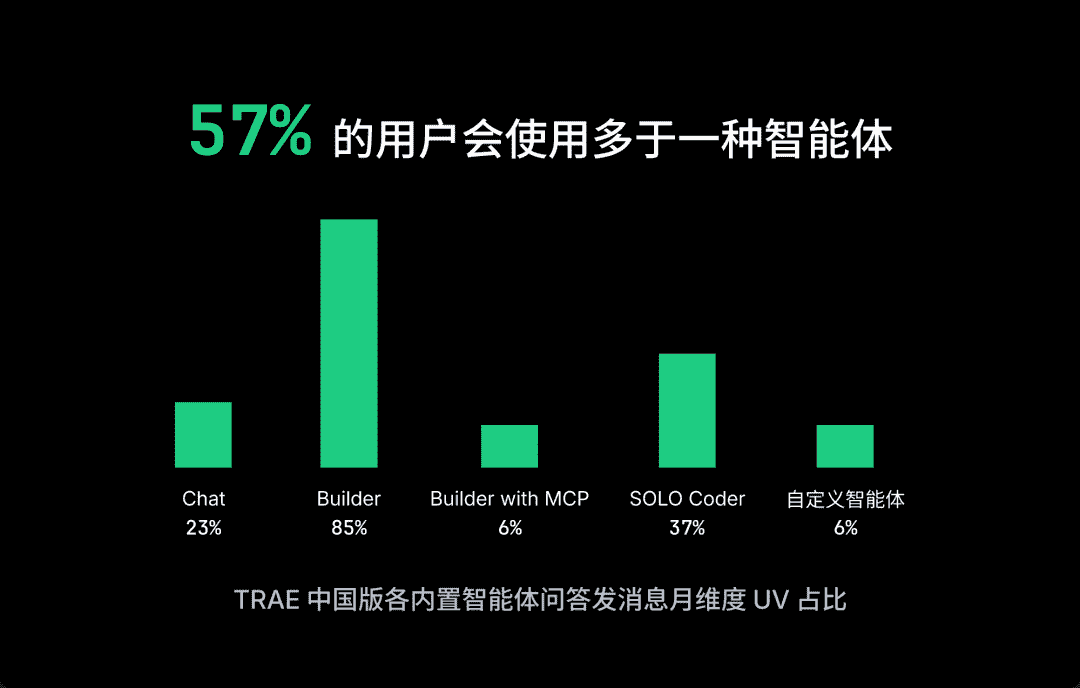 57% 的用户会使用多于一种智能体
Chat
23%
Builder
85%
Builder with MCP
6%
SOLO Coder
37%
自定义智能体
6%
TRAE 中国版各内置智能体问答发消息月维度 UV 占比